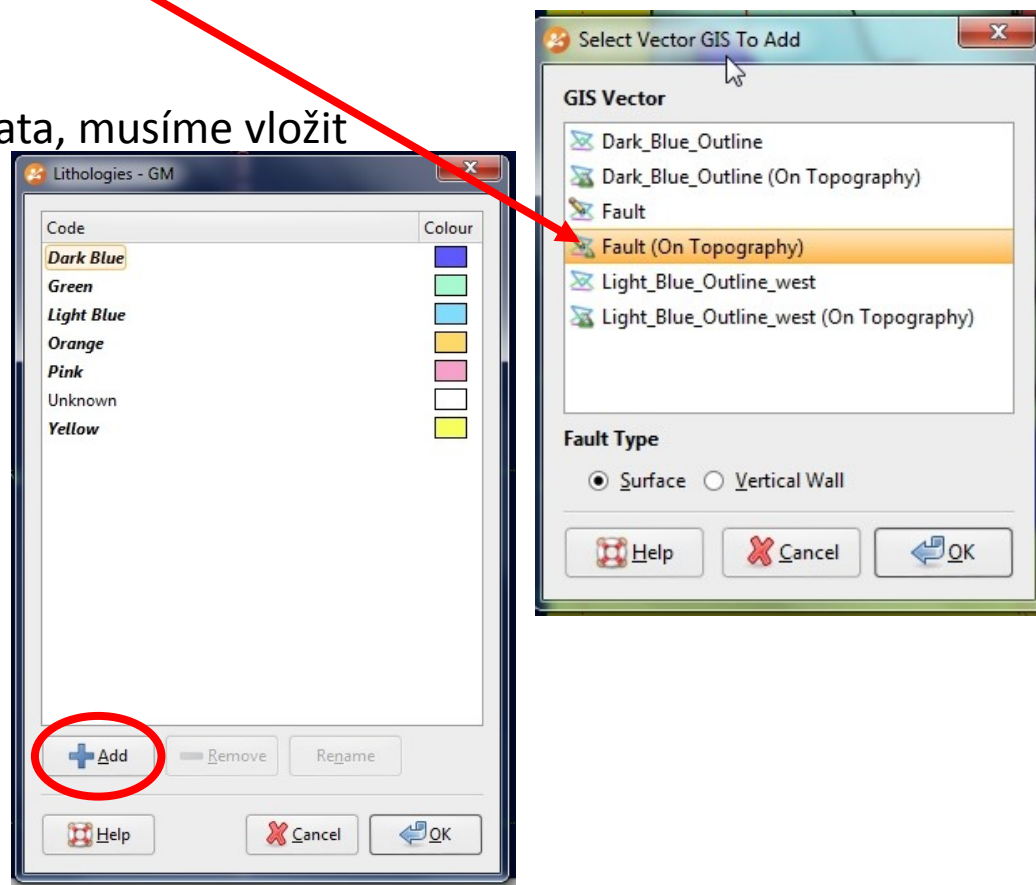 ata, musíme vložit
Lithologies - GM
Code Colour
Dark Blue
Green
Light Blue
Orange
Pink
Unknown
Yellow
Add Remove Rename
Help Cancel OK
Select Vector GIS To Add
GIS Vector
Dark_Blue_Outline
Dark_Blue_Outline (On Topography)
Fault
Fault (On Topography)
Light_Blue_Outline_west
Light_Blue_Outline_west (On Topography)
Fault Type
Surface Vertical Wall
Help Cancel OK